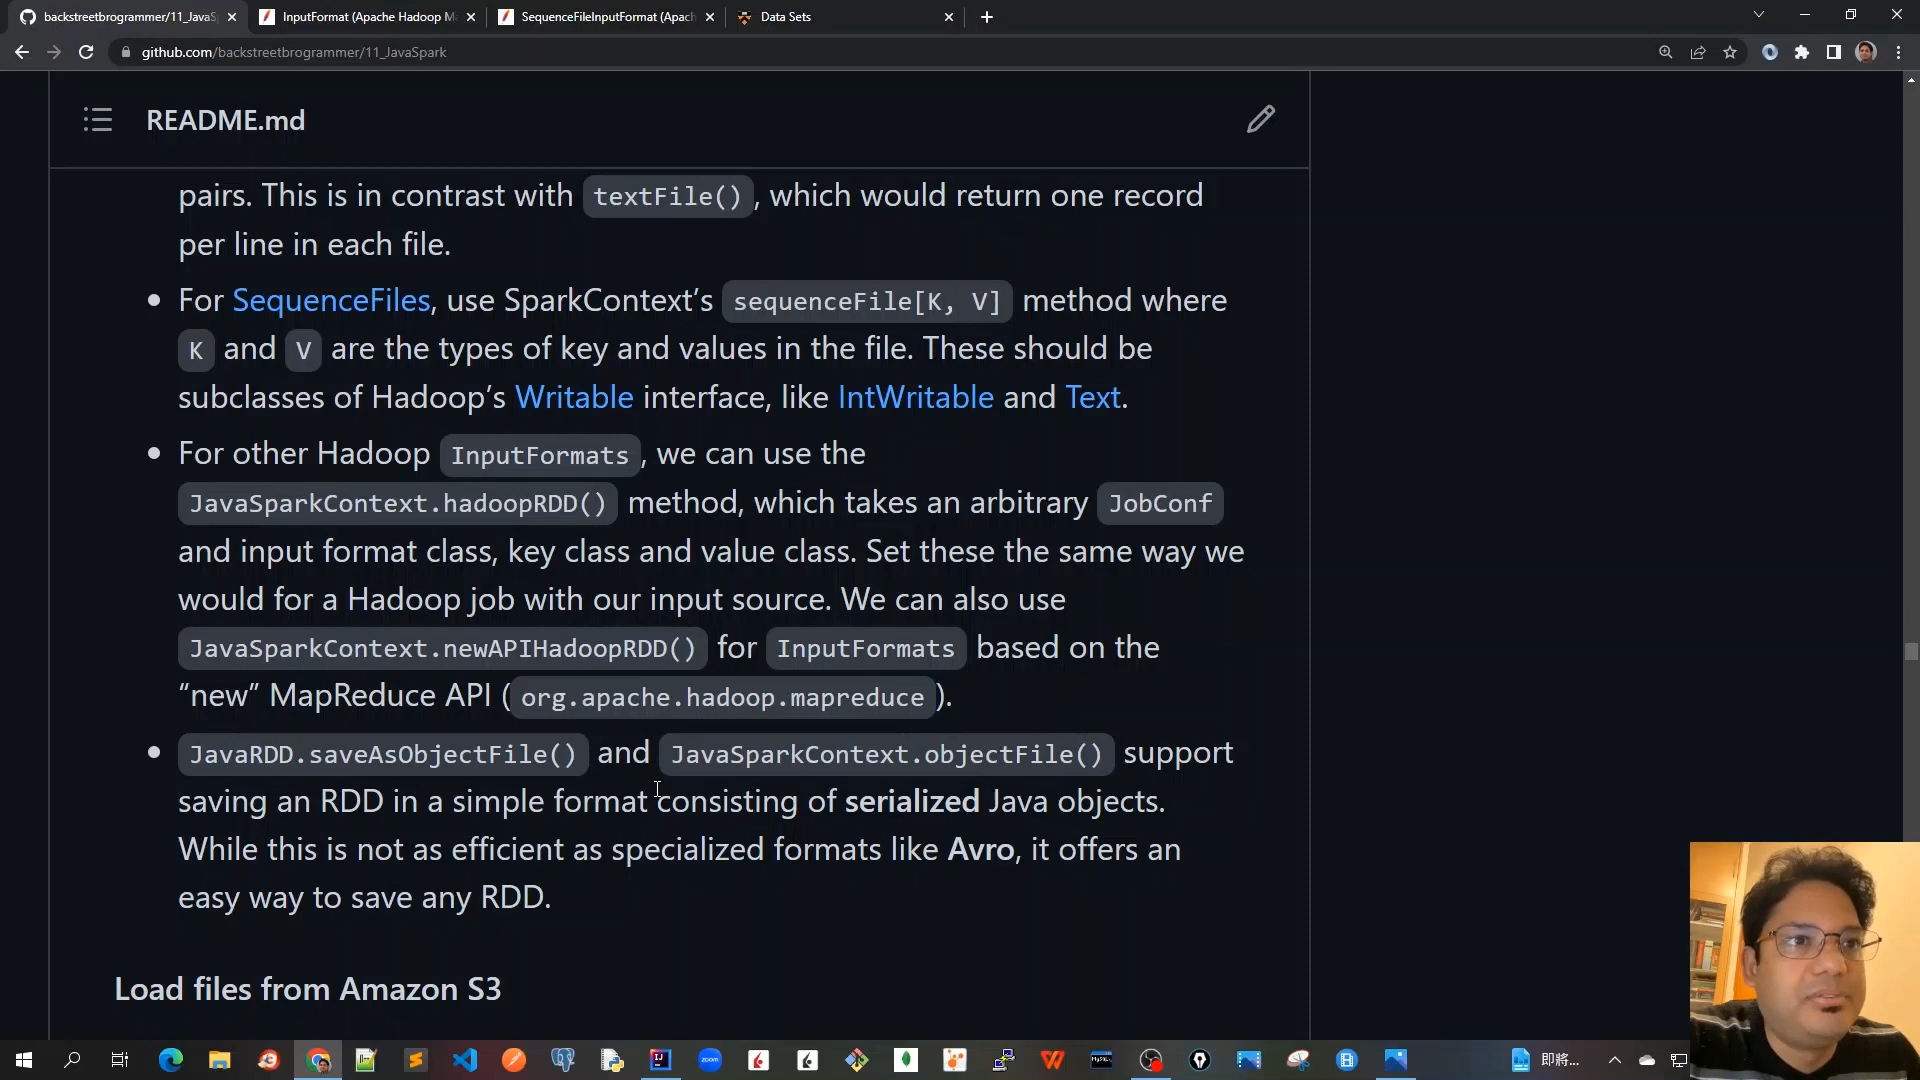 backstreetbrogrammer/11_JavaS
InputFormat (Apache Hadoop M
SequenceFileInputFormat (Apach
Data Sets
github.com/backstreetbrogrammer/11_JavaSpark
README.md
pairs. This is in contrast with textFile(), which would return one record
per line in each file.
• For SequenceFiles, use SparkContext’s sequenceFile[K, V] method where
K and V are the types of key and values in the file. These should be
subclasses of Hadoop’s Writable interface, like IntWritable and Text.
• For other Hadoop InputFormats, we can use the
JavaSparkContext.hadoopRDD() method, which takes an arbitrary JobConf
and input format class, key class and value class. Set these the same way we
would for a Hadoop job with our input source. We can also use
JavaSparkContext.newAPIHadoopRDD() for InputFormats based on the
“new” MapReduce API (org.apache.hadoop.mapreduce).
• JavaRDD.saveAsObjectFile() and JavaSparkContext.objectFile() support
saving an RDD in a simple format consisting of serialized Java objects.
While this is not as efficient as specialized formats like Avro, it offers an
easy way to save any RDD.
Load files from Amazon S3
zoom
MySQL
即將...